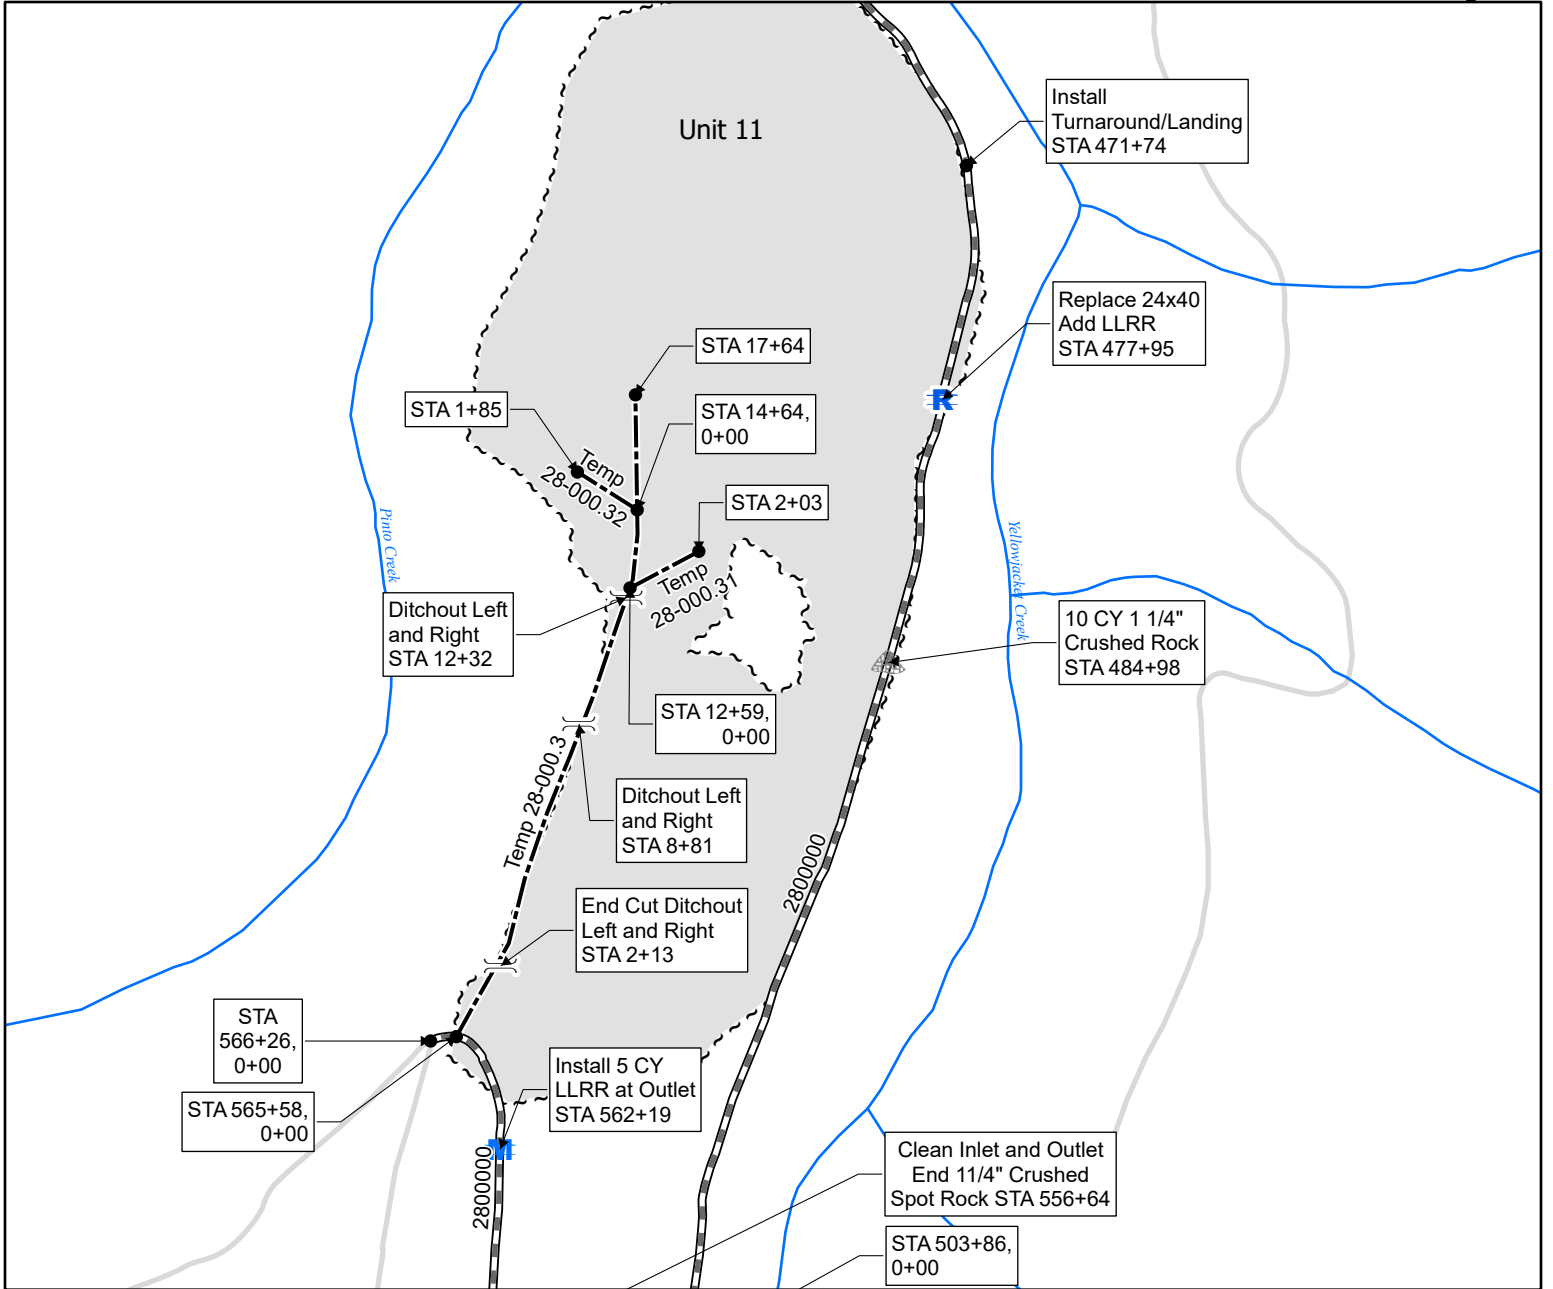 Unit 11
Install
Turnaround/Landing
STA 471+74
Replace 24x40
Add LLRR
STA 477+95
STA 17+64
STA 1+85
STA 14+64,
0+00
Temp
28-000.32
STA 2+03
Temp
28-000.31
R
Pinto Creek
Yellowjacket Creek
Ditchout Left
and Right
STA 12+32
10 CY 1 1/4"
Crushed Rock
STA 484+98
STA 12+59,
0+00
Temp 28-000.3
Ditchout Left
and Right
STA 8+81
2800000
End Cut Ditchout
Left and Right
STA 2+13
STA
566+26,
0+00
Install 5 CY
LLRR at Outlet
STA 562+19
STA 565+58,
0+00
M
2800000
Clean Inlet and Outlet
End 11/4" Crushed
Spot Rock STA 556+64
STA 503+86,
0+00